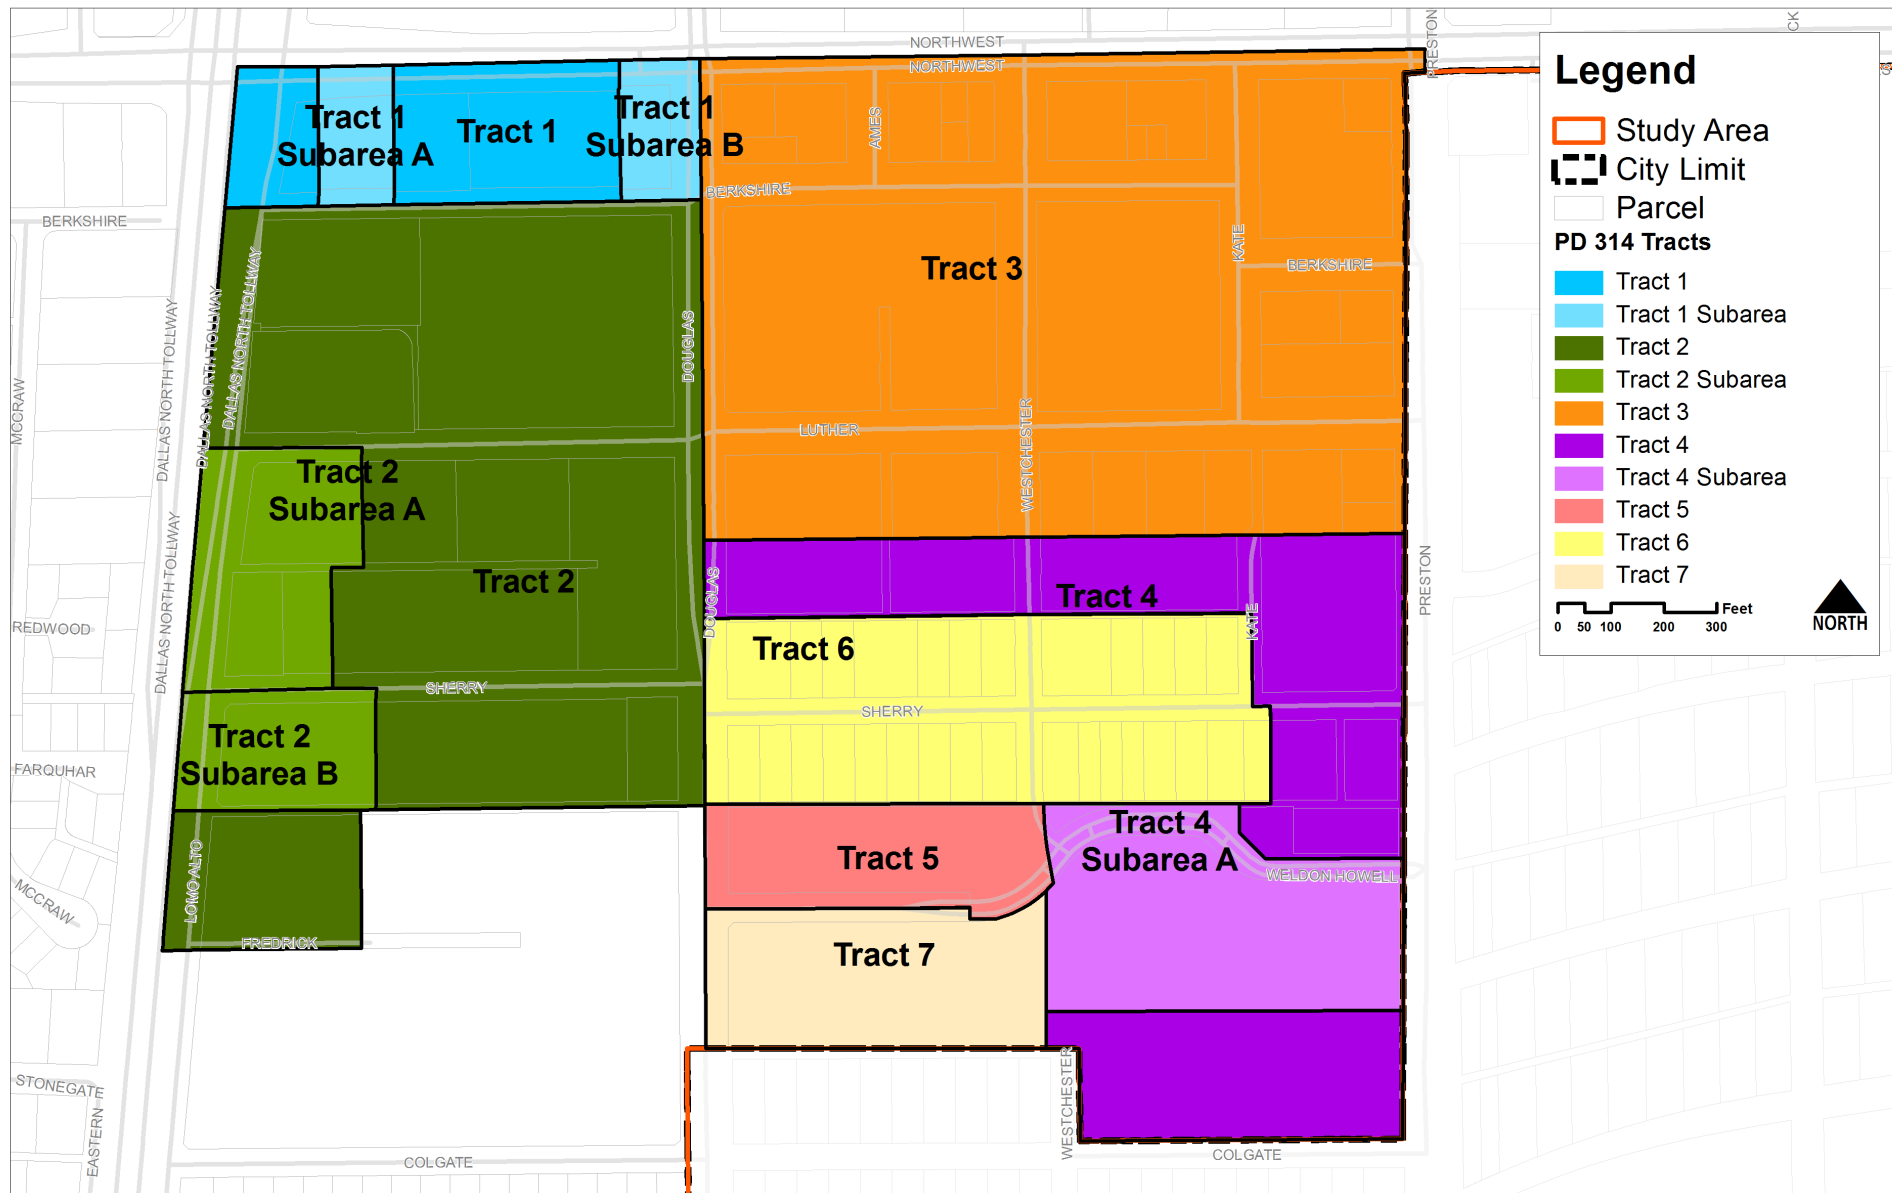 NORTHWEST
NORTHWEST
PRESTON
CK
Legend
Study Area
City Limit
Parcel
PD 314 Tracts
Tract 1
Tract 1 Subarea
Tract 2
Tract 2 Subarea
Tract 3
Tract 4
Tract 4 Subarea
Tract 5
Tract 6
Tract 7
0 50 100 200 300 Feet
NORTH
Tract 1
Subarea A
Tract 1
Tract 1
Subarea B
AMES
BERKSHIRE
BERKSHIRE
KATE
BERKSHIRE
Tract 3
DALLAS NORTH TOLLWAY
DALLAS NORTH TOLLWAY
DALLAS NORTH TOLLWAY
DOUGLAS
MCCRAW
LUTHER
WESTCHESTER
Tract 2
Subarea A
DALLAS NORTH TOLLWAY
Tract 2
DOUGLAS
Tract 4
KATE
PRESTON
REDWOOD
Tract 6
SHERRY
SHERRY
Tract 2
Subarea B
FARQUHAR
Tract 4
Subarea A
Tract 5
WELDON HOWELL
LOMO ALTO
MCCRAW
FREDRICK
Tract 7
STONEGATE
EASTERN
WESTCHESTER
COLGATE
COLGATE